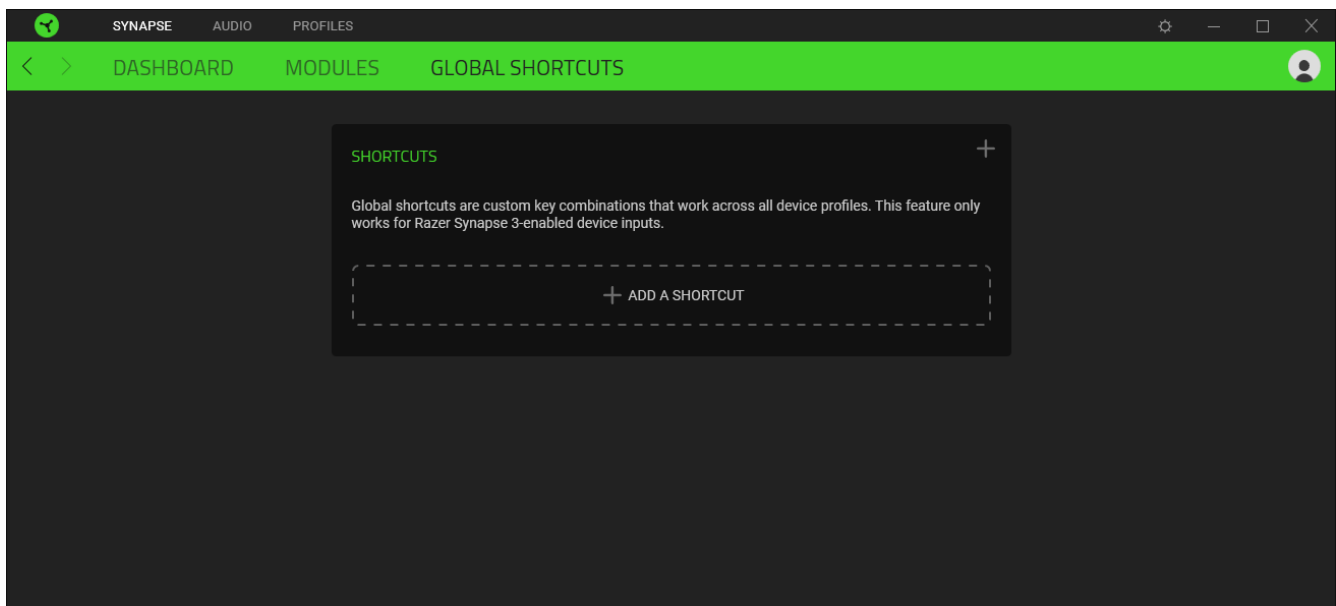 SYNAPSE AUDIO PROFILES
DASHBOARD MODULES GLOBAL SHORTCUTS
SHORTCUTS
Global shortcuts are custom key combinations that work across all device profiles. This feature only
works for Razer Synapse 3-enabled device inputs.
ADD A SHORTCUT